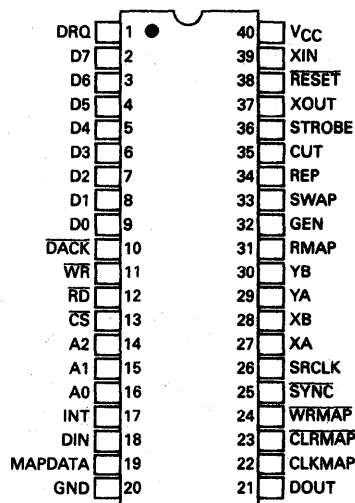 DRQ 1 40 VCC
D7 2 39 XIN
D6 3 38 RESET
D5 4 37 XOUT
D4 5 36 STROBE
D3 6 35 CUT
D2 7 34 REP
D1 8 33 SWAP
D0 9 32 GEN
DACK 10 31 RMAP
WR 11 30 YB
RD 12 29 YA
CS 13 28 XB
A2 14 27 XA
A1 15 26 SRCLK
A0 16 25 SYNC
INT 17 24 WRMAP
DIN 18 23 CLRMAP
MAPDATA 19 22 CLKMAP
GND 20 21 DOUT